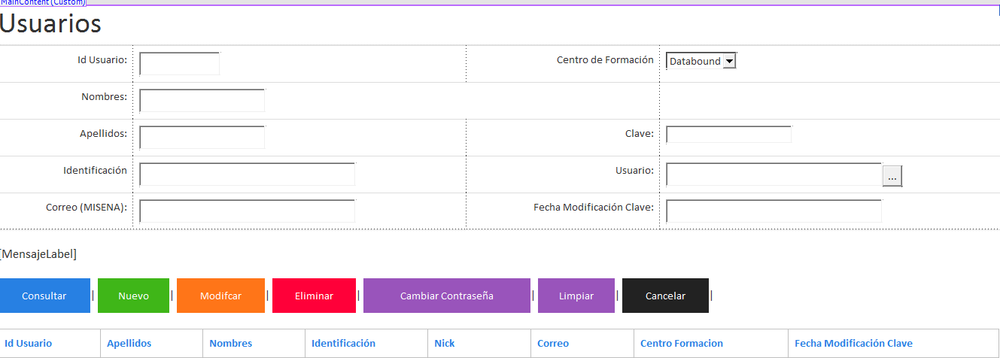 MainContent (Custom)
Usuarios
Id Usuario: Centro de Formación Databound
Nombres:
Apellidos: Clave:
Identificación Usuario: ...
Correo (MISENA): Fecha Modificación Clave:
[MensajeLabel]
Consultar | Nuevo | Modifcar | Eliminar | Cambiar Contraseña | Limpiar | Cancelar |
Id Usuario Apellidos Nombres Identificación Nick Correo Centro Formacion Fecha Modificación Clave